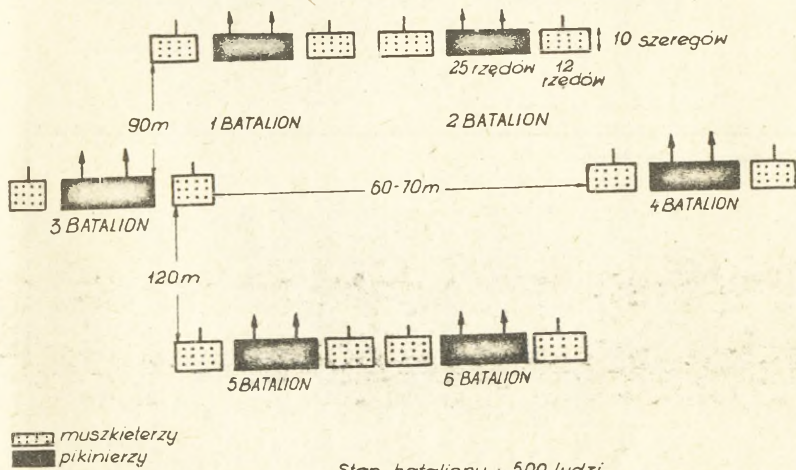 10 szeregów
25 rzędów 12 rzędów
90m 1 BATALION 2 BATALION
60-70m
3 BATALION 4 BATALION
120m
5 BATALION 6 BATALION
muszkieterzy
pikinierzy
Stan batalionu : 500 ludzi